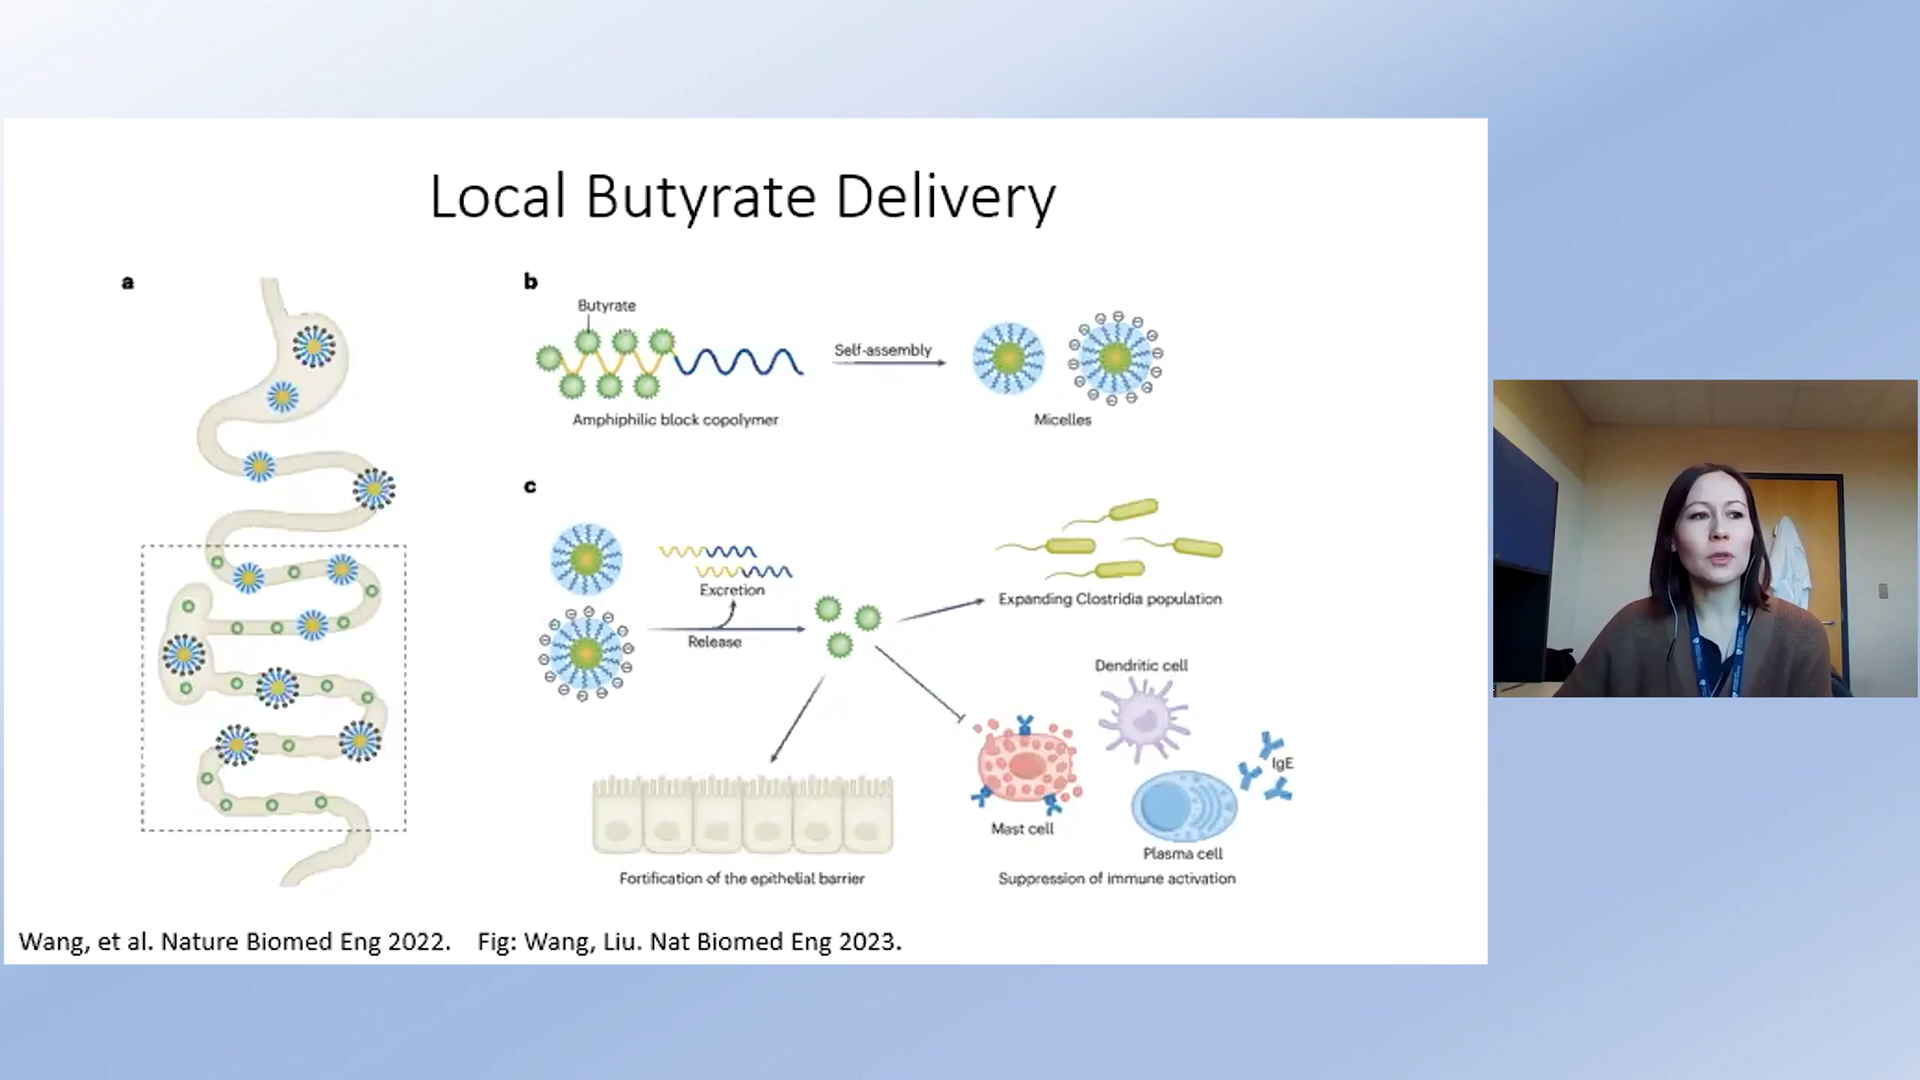 Local Butyrate Delivery
a
b
Butyrate
Self-assembly
Amphiphilic block copolymer
Micelles
c
Excretion
Release
Expanding Clostridia population
Dendritic cell
IgE
Mast cell
Plasma cell
Fortification of the epithelial barrier
Suppression of immune activation
Wang, et al. Nature Biomed Eng 2022. Fig: Wang, Liu. Nat Biomed Eng 2023.